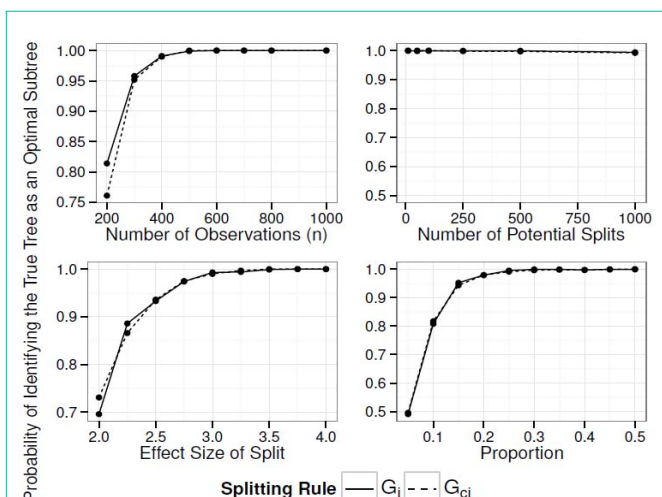 Probability of Identifying the True Tree as an Optimal Subtree
1.00
0.95
0.90
0.85
0.80
0.75
200 400 600 800 1000
Number of Observations (n)
1.0
0.9
0.8
0.7
0.6
0.5
0 250 500 750 1000
Number of Potential Splits
1.0
0.9
0.8
0.7
2.0 2.5 3.0 3.5 4.0
Effect Size of Split
1.0
0.9
0.8
0.7
0.6
0.5
0.1 0.2 0.3 0.4 0.5
Proportion
Splitting Rule — Gi - - - Gci